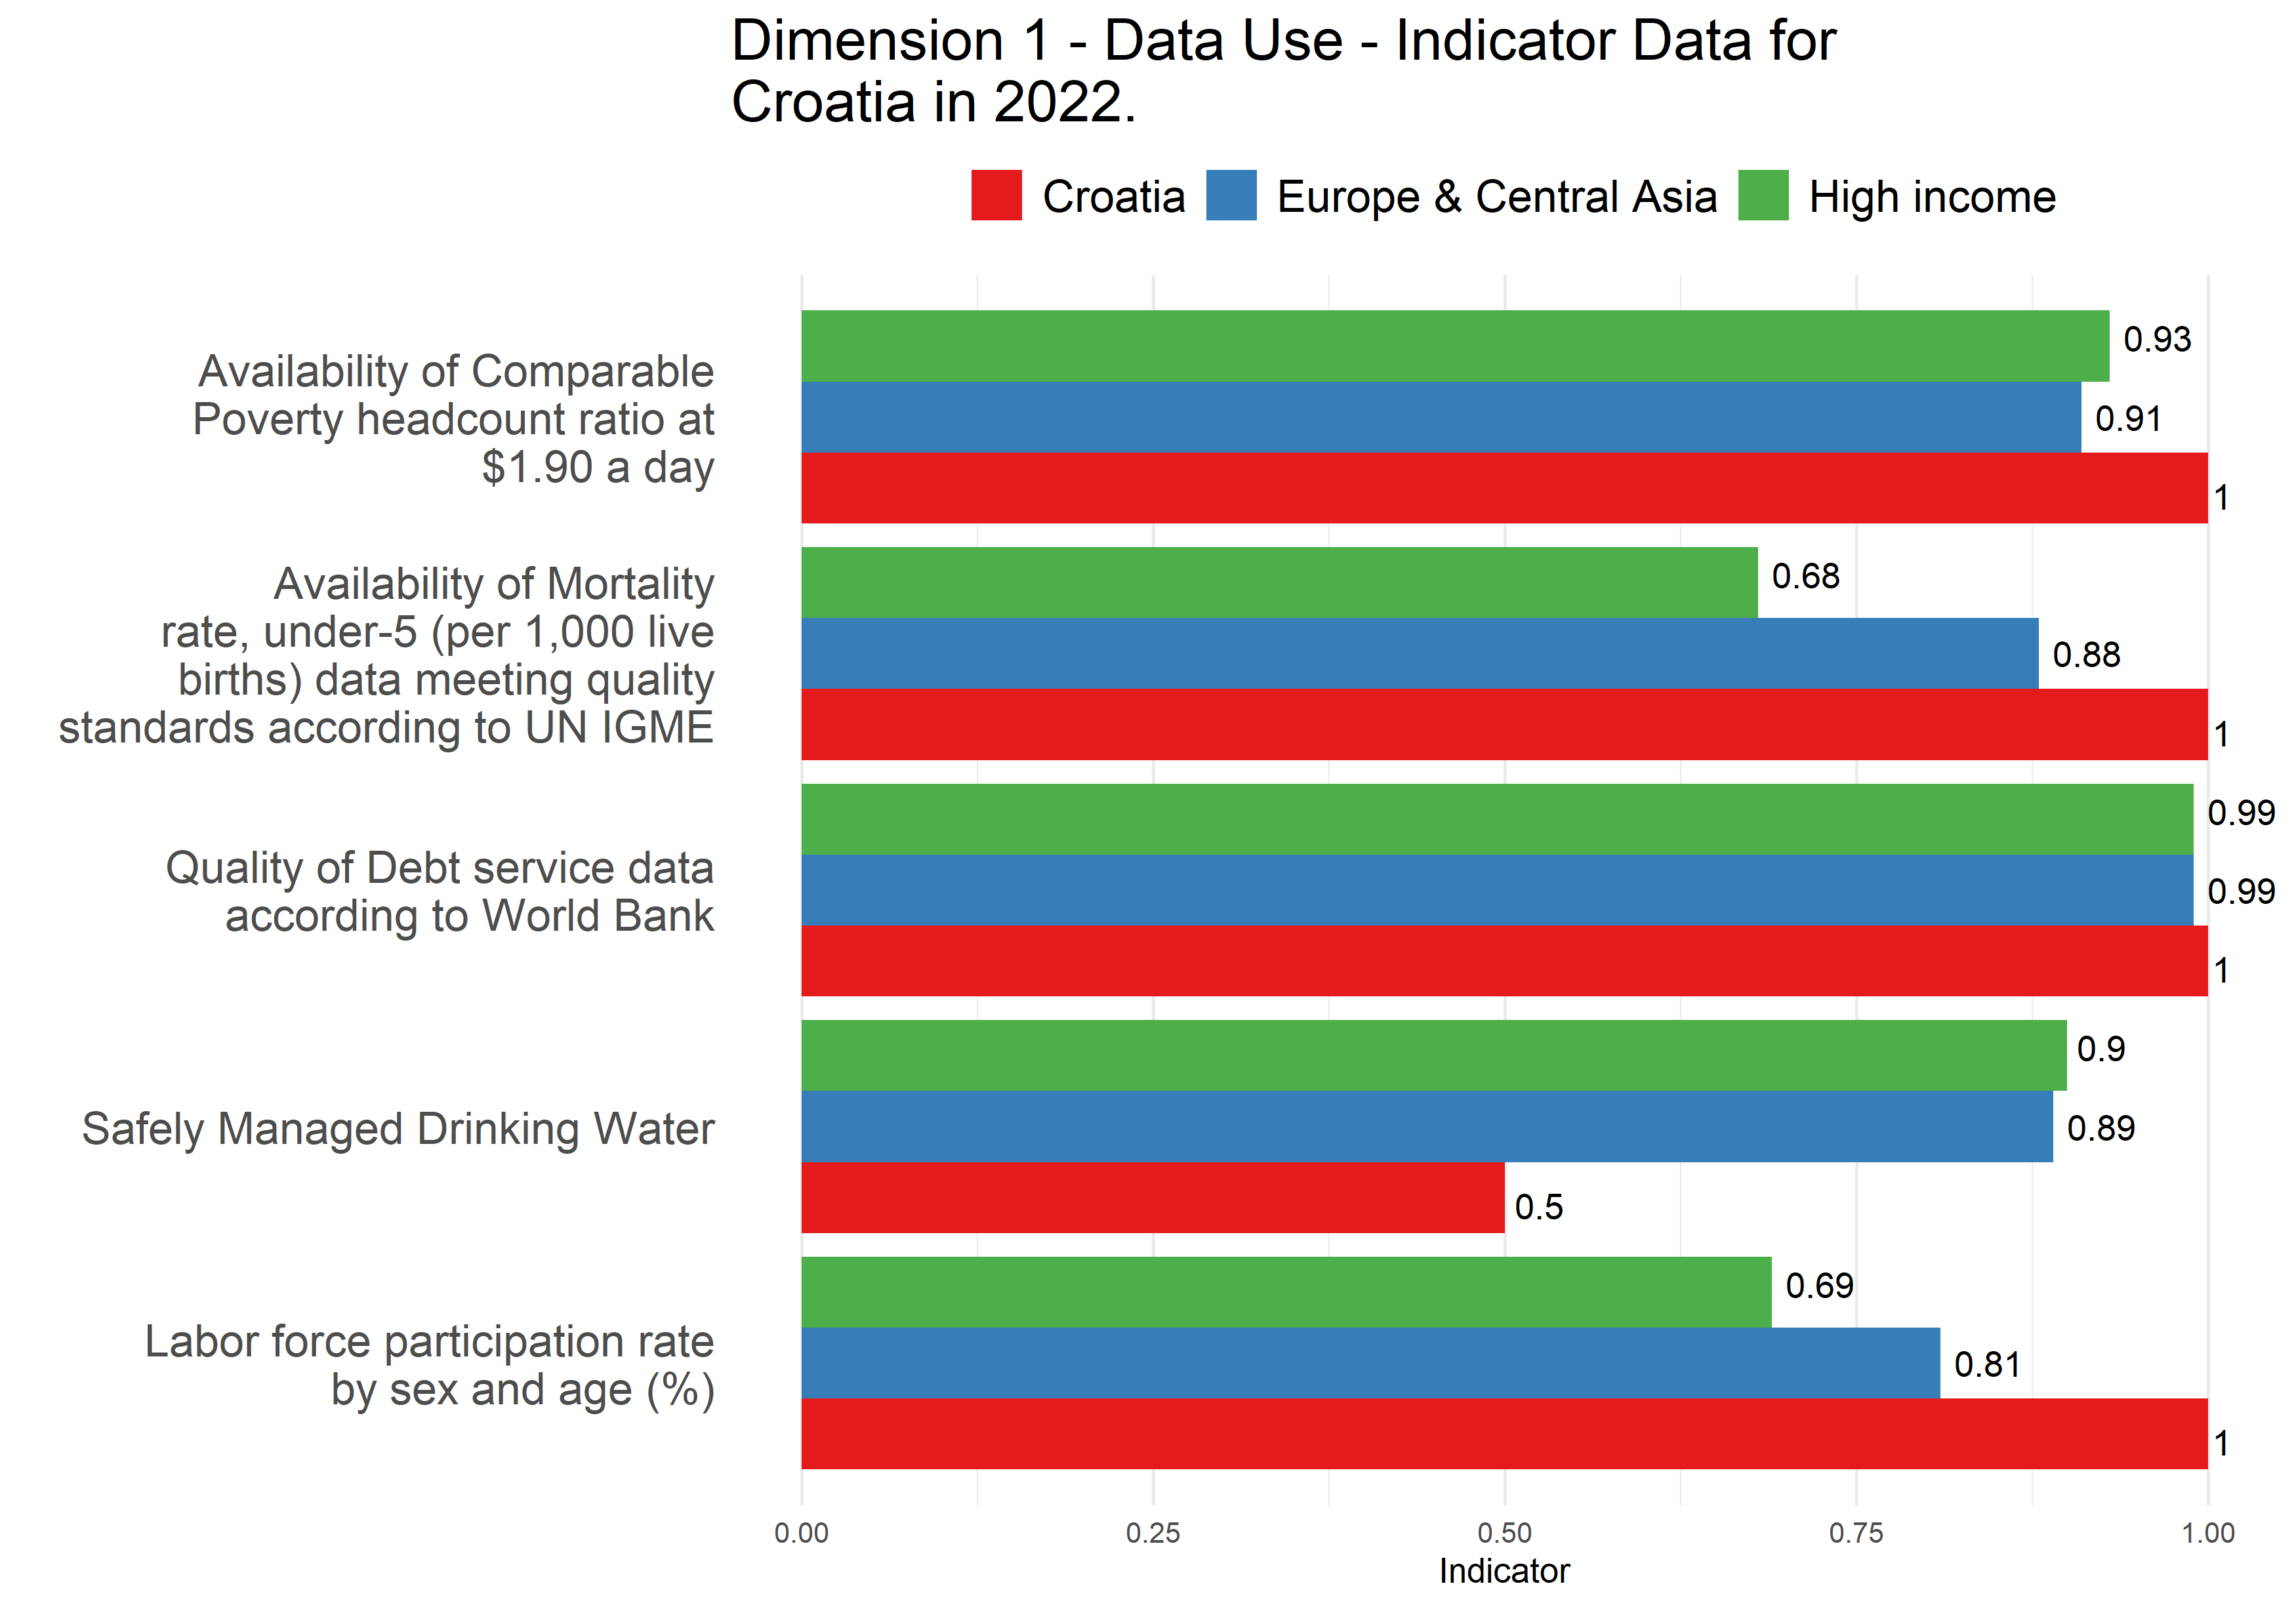 Dimension 1 - Data Use - Indicator Data for
Croatia in 2022.
Croatia
Europe & Central Asia
High income
Availability of Comparable
Poverty headcount ratio at
$1.90 a day
0.93
0.91
1
Availability of Mortality
rate, under-5 (per 1,000 live
births) data meeting quality
standards according to UN IGME
0.68
0.88
1
Quality of Debt service data
according to World Bank
0.99
0.99
1
Safely Managed Drinking Water
0.9
0.89
0.5
Labor force participation rate
by sex and age (%)
0.69
0.81
1
0.00
0.25
0.50
0.75
1.00
Indicator